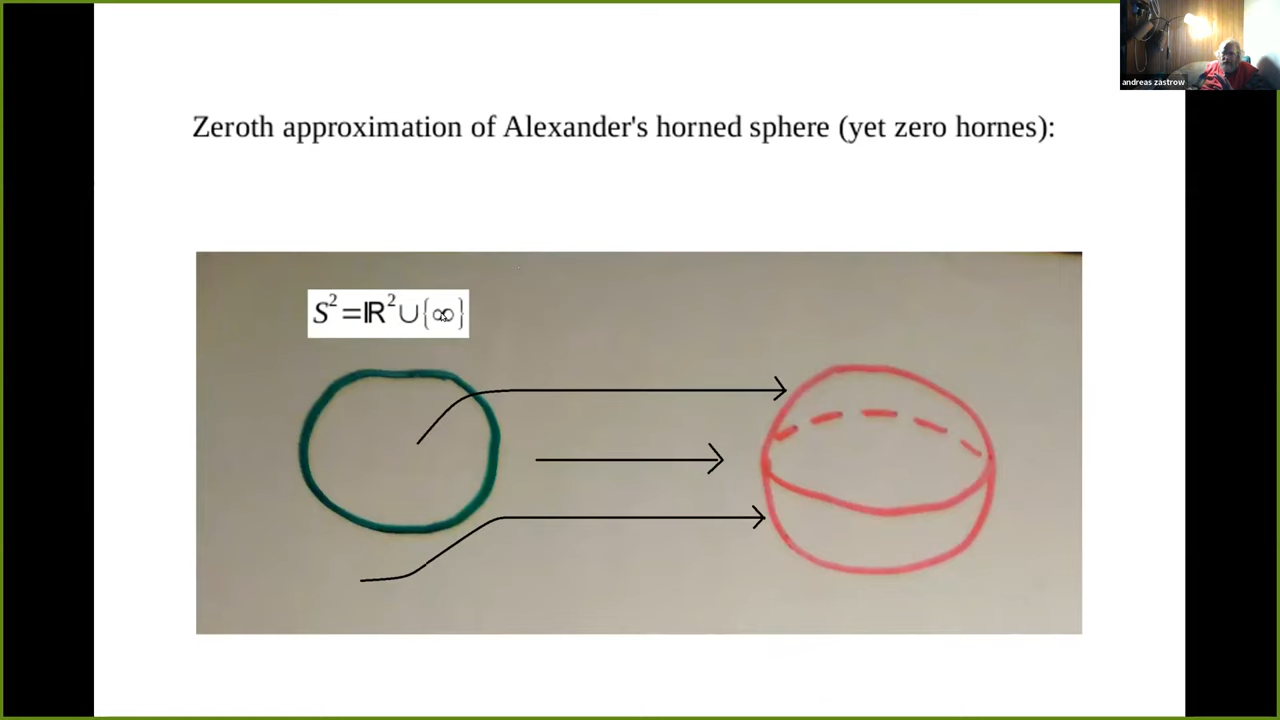 andreas zastrow
Zeroth approximation of Alexander's horned sphere (yet zero hornes):
S²=ℝ²∪{∞}